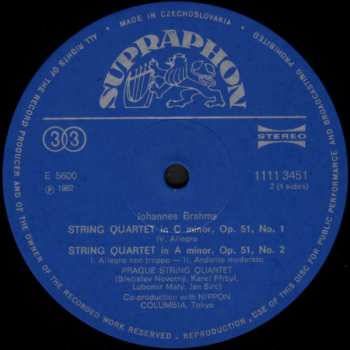 MADE IN CZECHOSLOVAKIA
ALL RIGHTS OF THE RECORD PRODUCER AND OF THE OWNER OF THE RECORDED WORK RESERVED. REPRODUCTION, USE OF THIS DISC FOR PUBLIC PERFORMANCE, AND BROADCASTING PROHIBITED
SUPRAPHON
33
STEREO
E 5600
1111 3451
Ⓟ 1982
2 (4 sides)
Johannes Brahms
STRING QUARTET in C minor, Op. 51, No. 1
IV. Allegro
STRING QUARTET in A minor, Op. 51, No. 2
I. Allegro non troppo – II. Andante moderato
PRAGUE STRING QUARTET
(Břetislav Novotný, Karel Přibyl,
Lubomír Malý, Jan Širc)
Co-production with NIPPON
COLUMBIA, Tokyo